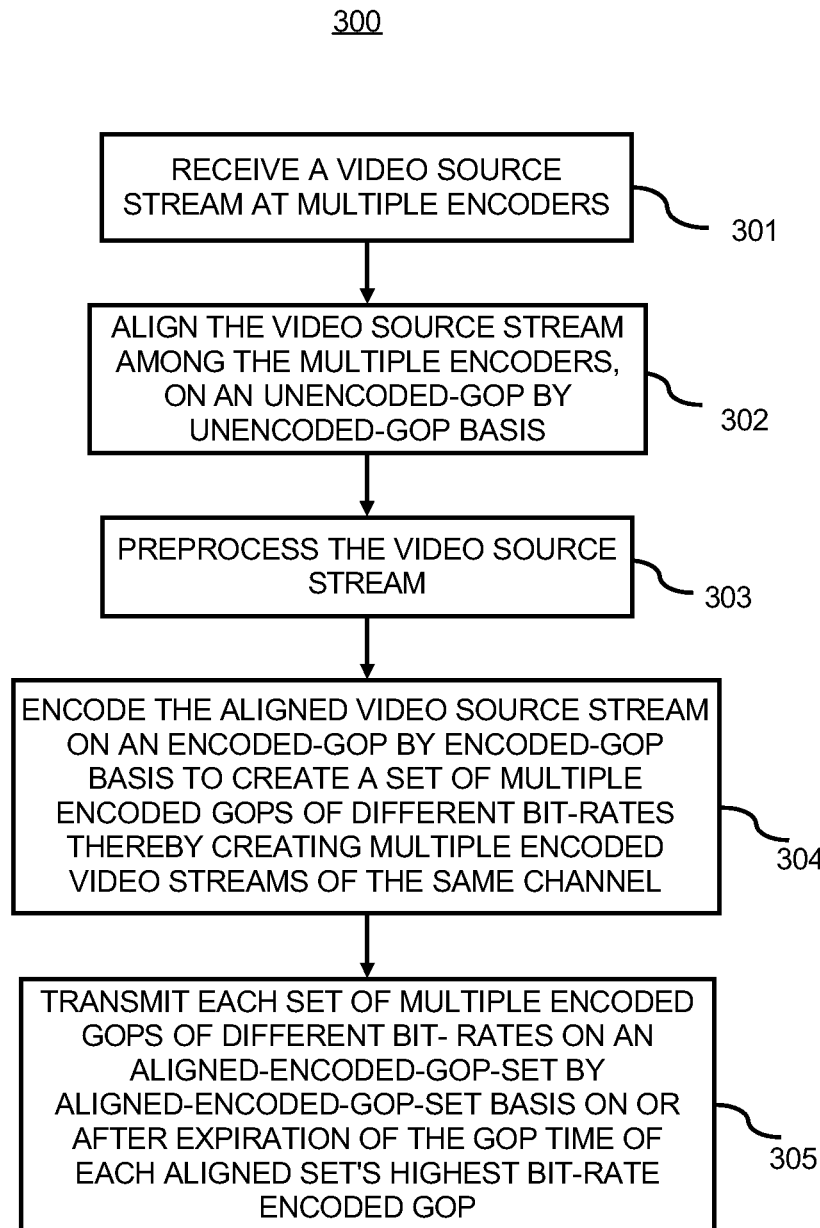 300
RECEIVE A VIDEO SOURCE
STREAM AT MULTIPLE ENCODERS
301
ALIGN THE VIDEO SOURCE STREAM
AMONG THE MULTIPLE ENCODERS,
ON AN UNENCODED-GOP BY
UNENCODED-GOP BASIS
302
PREPROCESS THE VIDEO SOURCE
STREAM
303
ENCODE THE ALIGNED VIDEO SOURCE STREAM
ON AN ENCODED-GOP BY ENCODED-GOP
BASIS TO CREATE A SET OF MULTIPLE
ENCODED GOPS OF DIFFERENT BIT-RATES
THEREBY CREATING MULTIPLE ENCODED
VIDEO STREAMS OF THE SAME CHANNEL
304
TRANSMIT EACH SET OF MULTIPLE ENCODED
GOPS OF DIFFERENT BIT- RATES ON AN
ALIGNED-ENCODED-GOP-SET BY
ALIGNED-ENCODED-GOP-SET BASIS ON OR
AFTER EXPIRATION OF THE GOP TIME OF
EACH ALIGNED SET'S HIGHEST BIT-RATE
ENCODED GOP
305